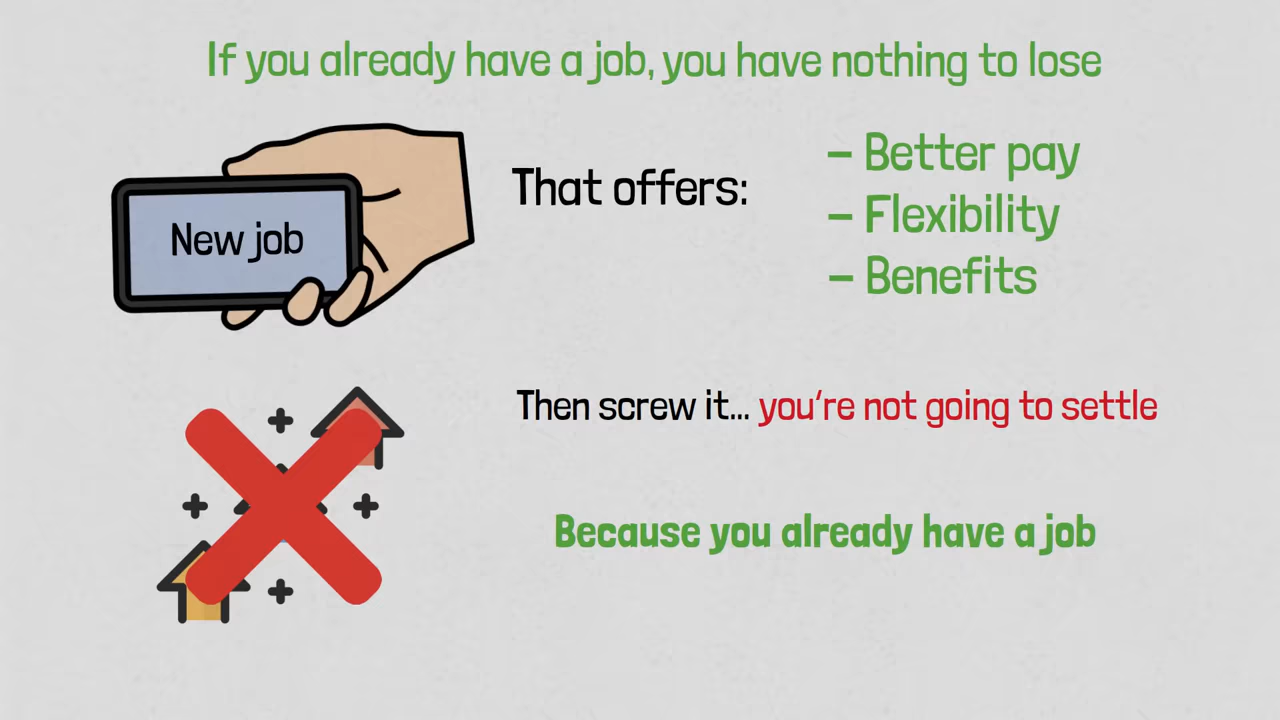 If you already have a job, you have nothing to lose
New job
That offers:
– Better pay
– Flexibility
– Benefits
Then screw it... you're not going to settle
Because you already have a job